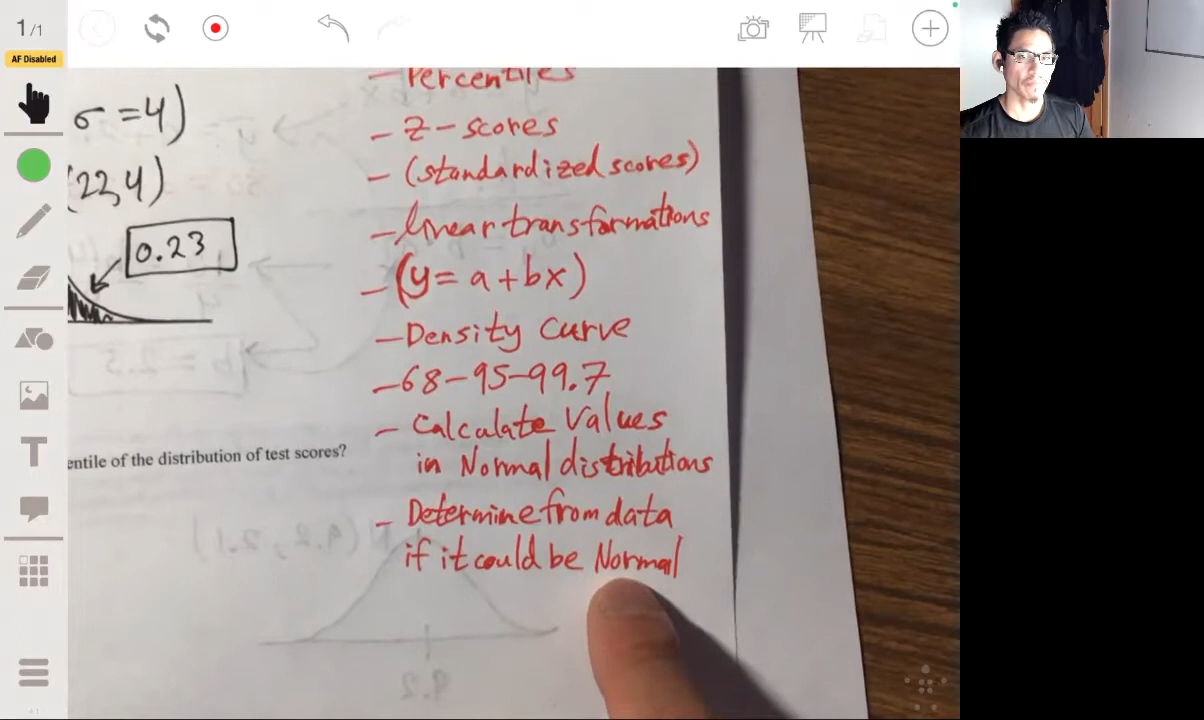 1/1
AF Disabled
σ = 4)
(22, 4)
0.23
entile of the distribution of test scores?
- Percentiles
- z-scores
- (standardized scores)
- linear transformations
- (y = a + bx)
- Density Curve
- 68-95-99.7
- Calculate Values
in Normal distributions
- Determine from data
if it could be Normal
T